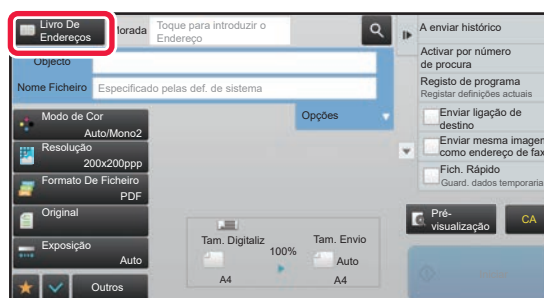 Livro De
Endereços
Morada
Toque para introduzir o
Endereço
Objecto
Nome Ficheiro
Especificado pelas def. de sistema
Modo de
Cor
Auto/Mono2
Resolução
200x200ppp
Formato De Ficheiro
PDF
Original
Exposição
Auto
Outros
Opções
Tam. Digitaliz
100%
Tam. Envio
Auto
A4
A4
A enviar histórico
Activar por número
de procura
Registo de programa
Registar definições actuais
Enviar ligação de
destino
Enviar mesma imagem
como endereço de fax
Fich. Rápido
Guard. dados temporaria
Pré-
visualização
CA